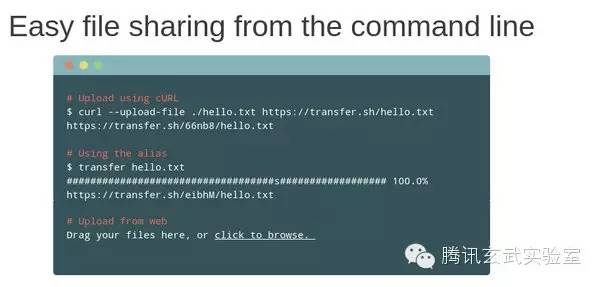 Easy file sharing from the command line
# Upload using cURL
$ curl --upload-file ./hello.txt https://transfer.sh/hello.txt
https://transfer.sh/66nb8/hello.txt
# Using the alias
$ transfer hello.txt
###################################s################## 100.0%
https://transfer.sh/eibhM/hello.txt
# Upload from web
Drag your files here, or click to browse.
腾讯玄武实验室